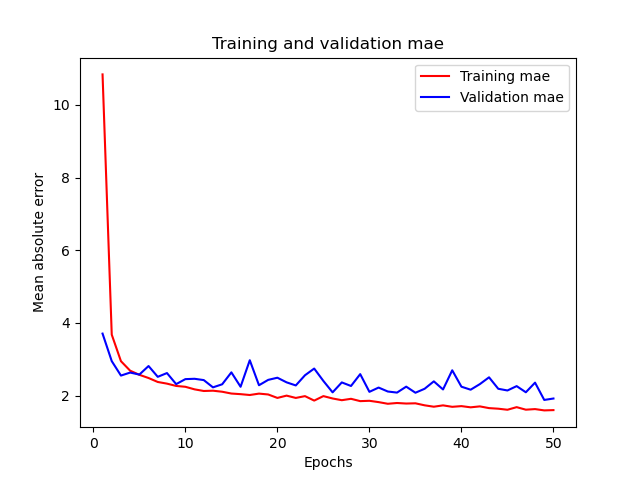 Training and validation mae
Training mae
Validation mae
Mean absolute error
10
8
6
4
2
0
10
20
30
40
50
Epochs